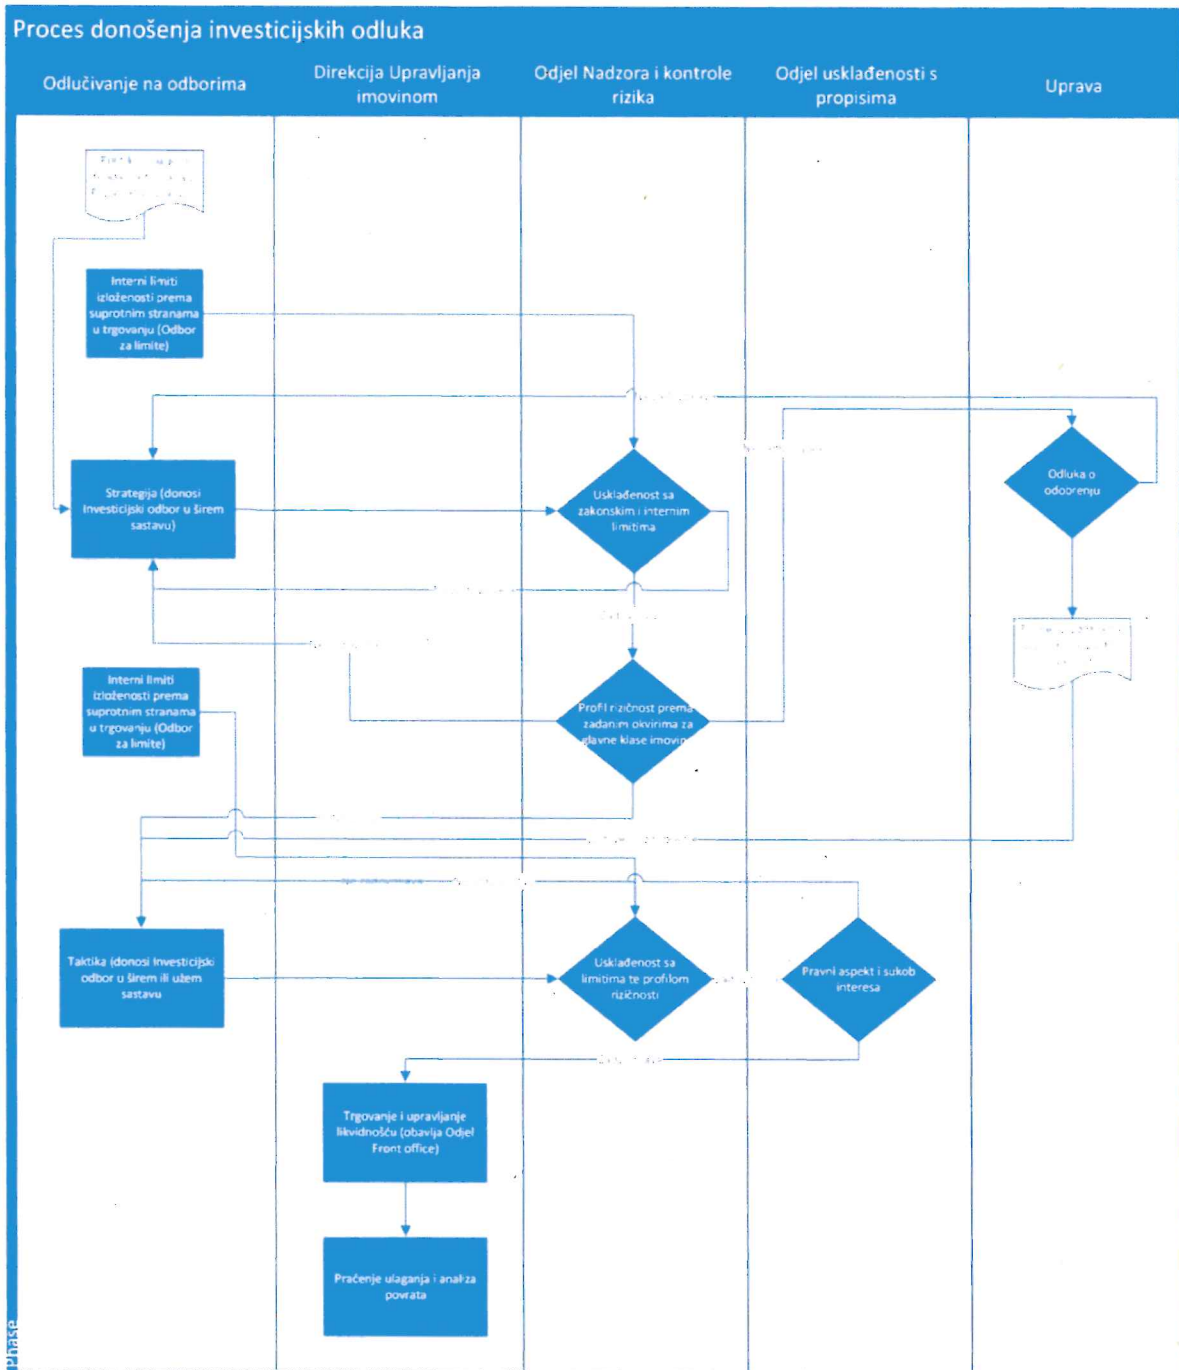 Proces donošenja investicijskih odluka
Odlučivanje na odborima
Direkcija Upravljanja
imovinom
Odjel Nadzora i kontrole
rizika
Odjel usklađenosti s
propisima
Uprava
Interni limiti
izloženosti prema
suprotnim stranama
u trgovanju (Odbor
za limite)
Strategija (donosi
Investicijski odbor u širem
sastavu)
Usklađenost sa
zakonskim i internim
limitima
Odluka o
odobrenju
Interni limiti
izloženosti prema
suprotnim stranama
u trgovanju (Odbor
za limite)
Profil rizičnost prema
zadanim okvirima za
glavne klase imovin
Taktika (donosi Investicijski
odbor u širem ili užem
sastavu
Usklađenost sa
limitima te profilom
rizičnosti
Pravni aspekt i sukob
interesa
Trgovanje i upravljanje
likvidnošću (obavlja Odjel
Front office)
Praćenje ulaganja i analiza
povrata
Phase